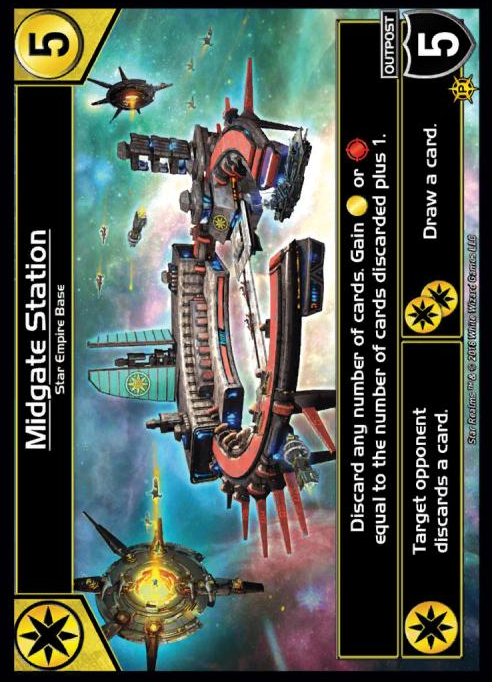 5
Midgate Station
Star Empire Base
OUTPOST
5
Discard any number of cards. Gain or
equal to the number of cards discarded plus 1.
Target opponent
discards a card.
Draw a card.
P
Star Realms ™ & © 2016 White Wizard Games LLC